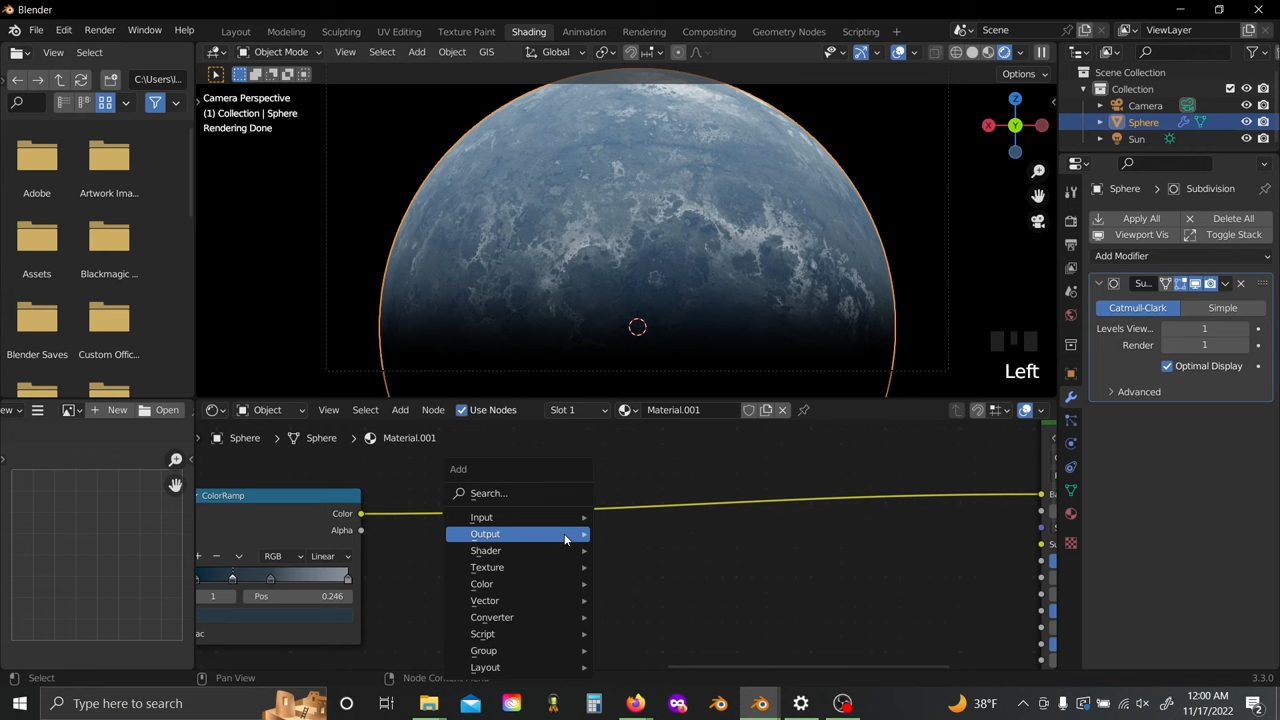 Blender
File Edit Render Window Help
Layout Modeling Sculpting UV Editing Texture Paint Shading Animation Rendering Compositing Geometry Nodes Scripting +
Scene
ViewLayer
View Select
Object Mode View Select Add Object GIS
Global
C:\Users\l...
Options
Camera Perspective
(1) Collection | Sphere
Rendering Done
X Y Z
Scene Collection
Collection
Camera
Sphere
Sun
Adobe
Artwork Ima...
Assets
Blackmagic ...
Blender Saves
Custom Offic...
Sphere > Subdivision
Apply All
Delete All
Viewport Vis
Toggle Stack
Add Modifier
Su...
Catmull-Clark
Simple
Levels View... 1
Render 1
Optimal Display
Advanced
Left
ew
New
Open
Object View Select Add Node Use Nodes Slot 1 Material.001
Sphere > Sphere > Material.001
ColorRamp
Color
Alpha
RGB
Linear
1
Pos 0.246
ac
Add
Search...
Input
Output
Shader
Texture
Color
Vector
Converter
Script
Group
Layout
Ba
S
Su
Select
Pan View
3.3.0
Type here to search
38°F
12:00 AM
11/17/2022
2